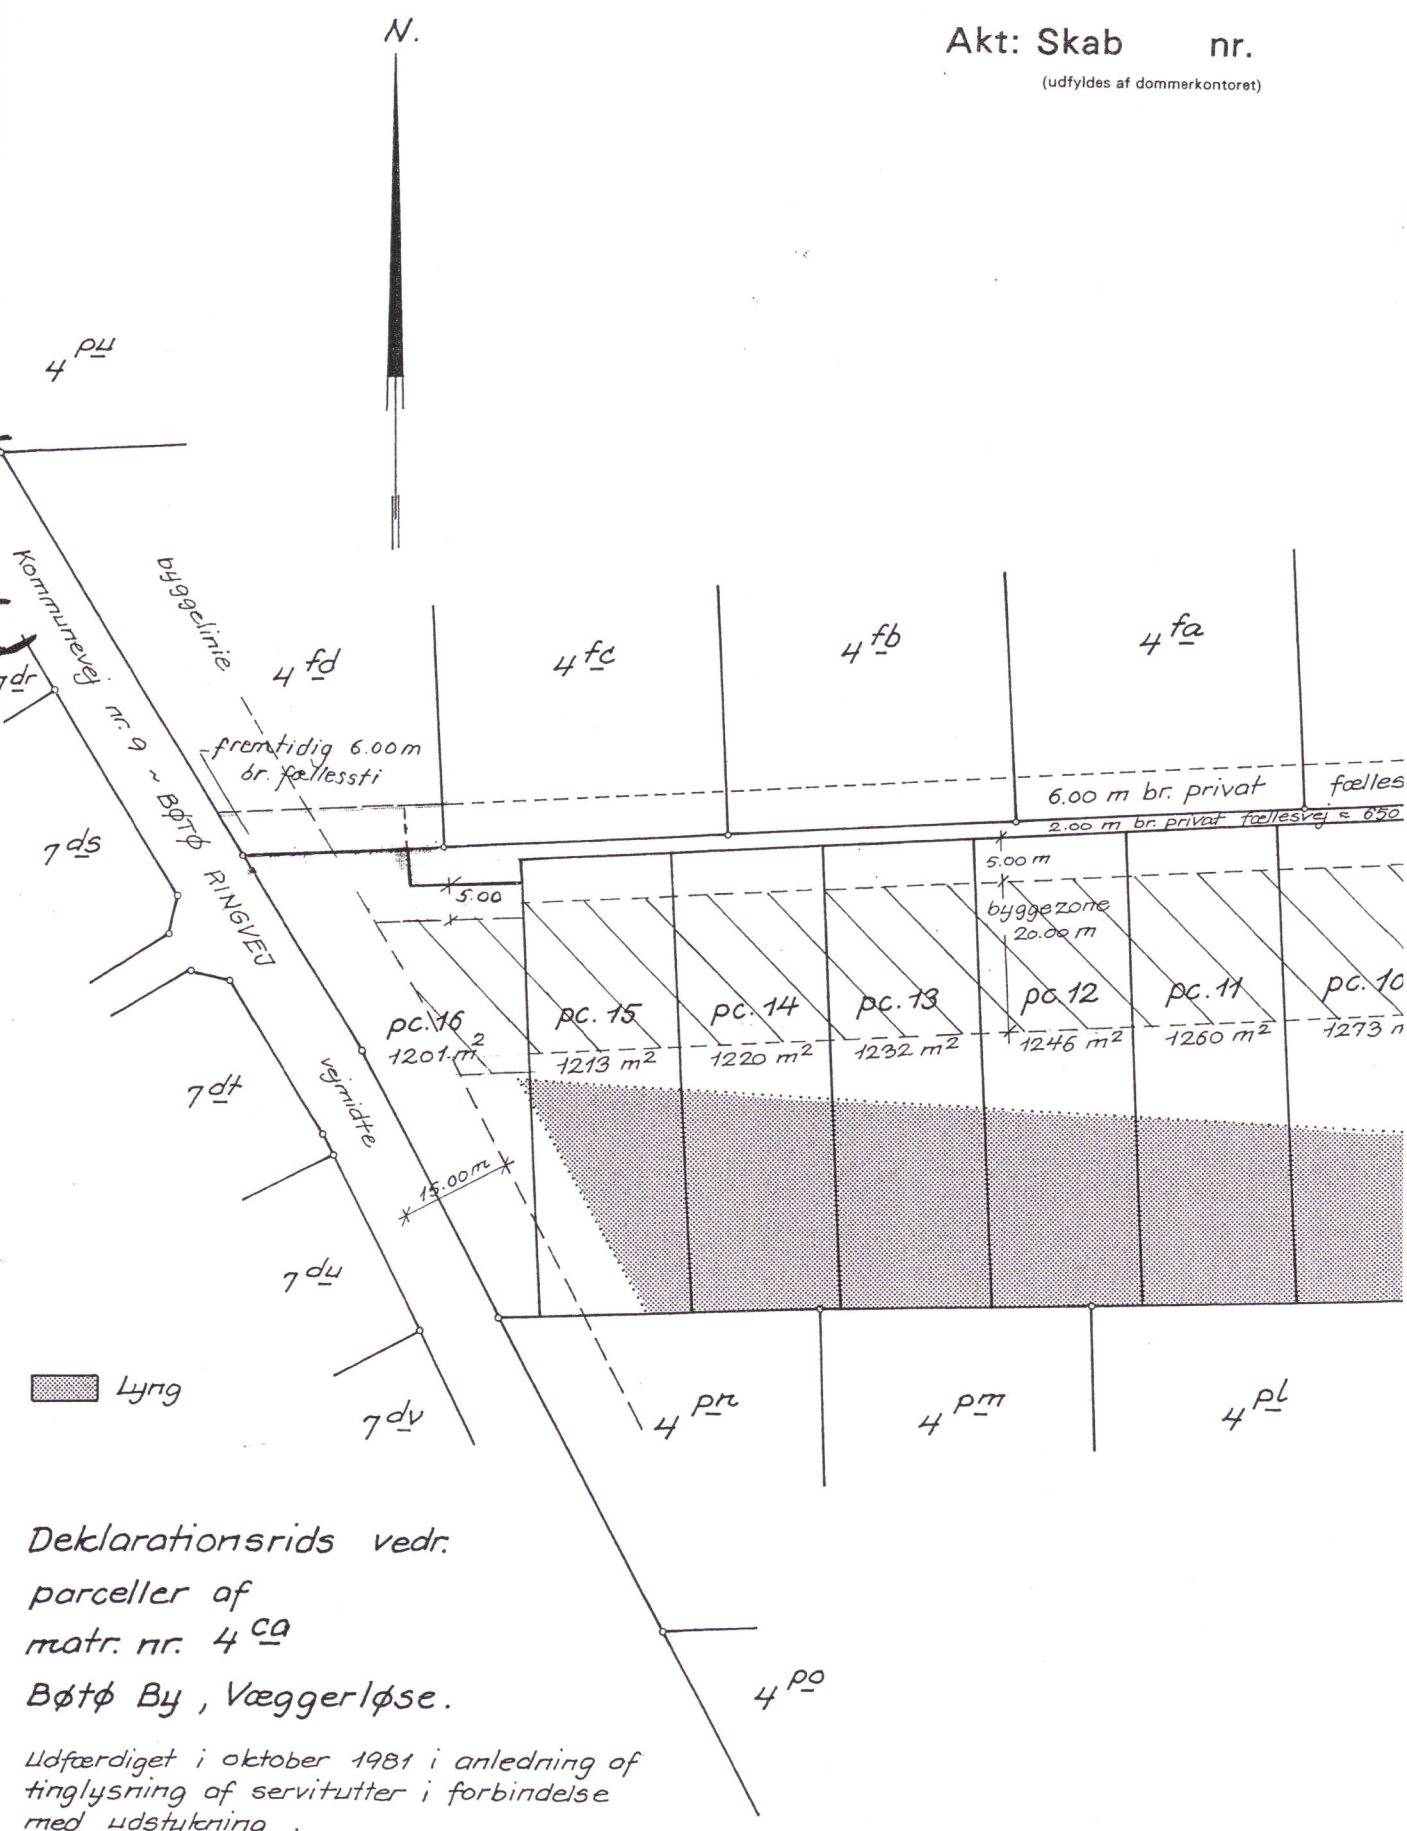 N.
Akt: Skab nr.
(udfyldes af dommerkontoret)
4 pu
byggelinie
Kommunevej nr. 9 ~ BØTØ RINGVEJ
4 fd
4 fc
4 fb
4 fa
7 dr
fremtidig 6.00 m
br. fællessti
6.00 m br. privat fælles
2.00 m br. privat fællesvej = 650
7 ds
5.00
5.00 m
byggezone
20.00 m
pc. 16
1201 m²
pc. 15
1213 m²
pc. 14
1220 m²
pc. 13
1232 m²
pc. 12
1246 m²
pc. 11
1260 m²
pc. 10
1273 m
7 dt
vejmidte
15.00 m
7 du
Lyng
7 dv
4 pn
4 pm
4 pl
Deklarationsrids vedr.
parceller af
matr. nr. 4 ca
Bøtø By, Væggerløse.
4 po
Udfærdiget i oktober 1981 i anledning af
tinglysning af servitutter i forbindelse
med udstykning.